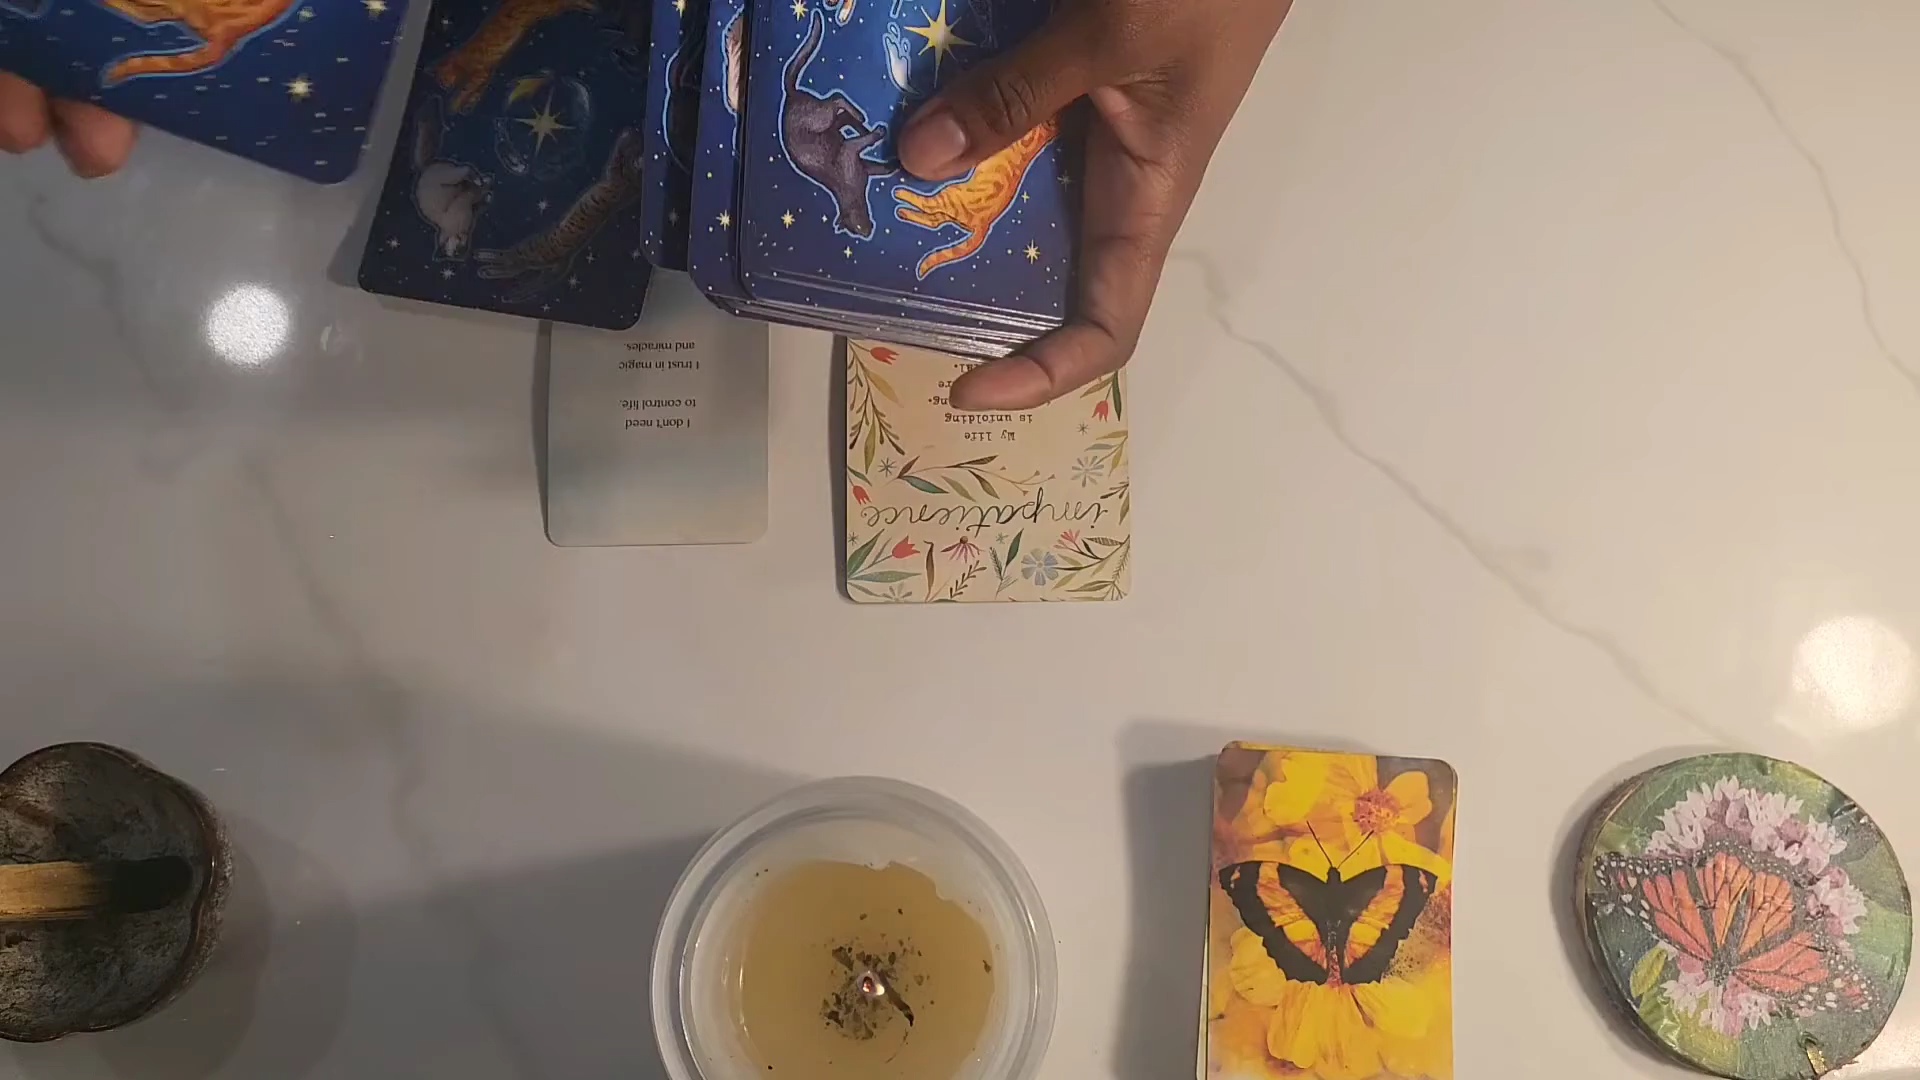 I don't need
to control life.
I trust in magic
and miracles.
impatience
My life
is unfolding